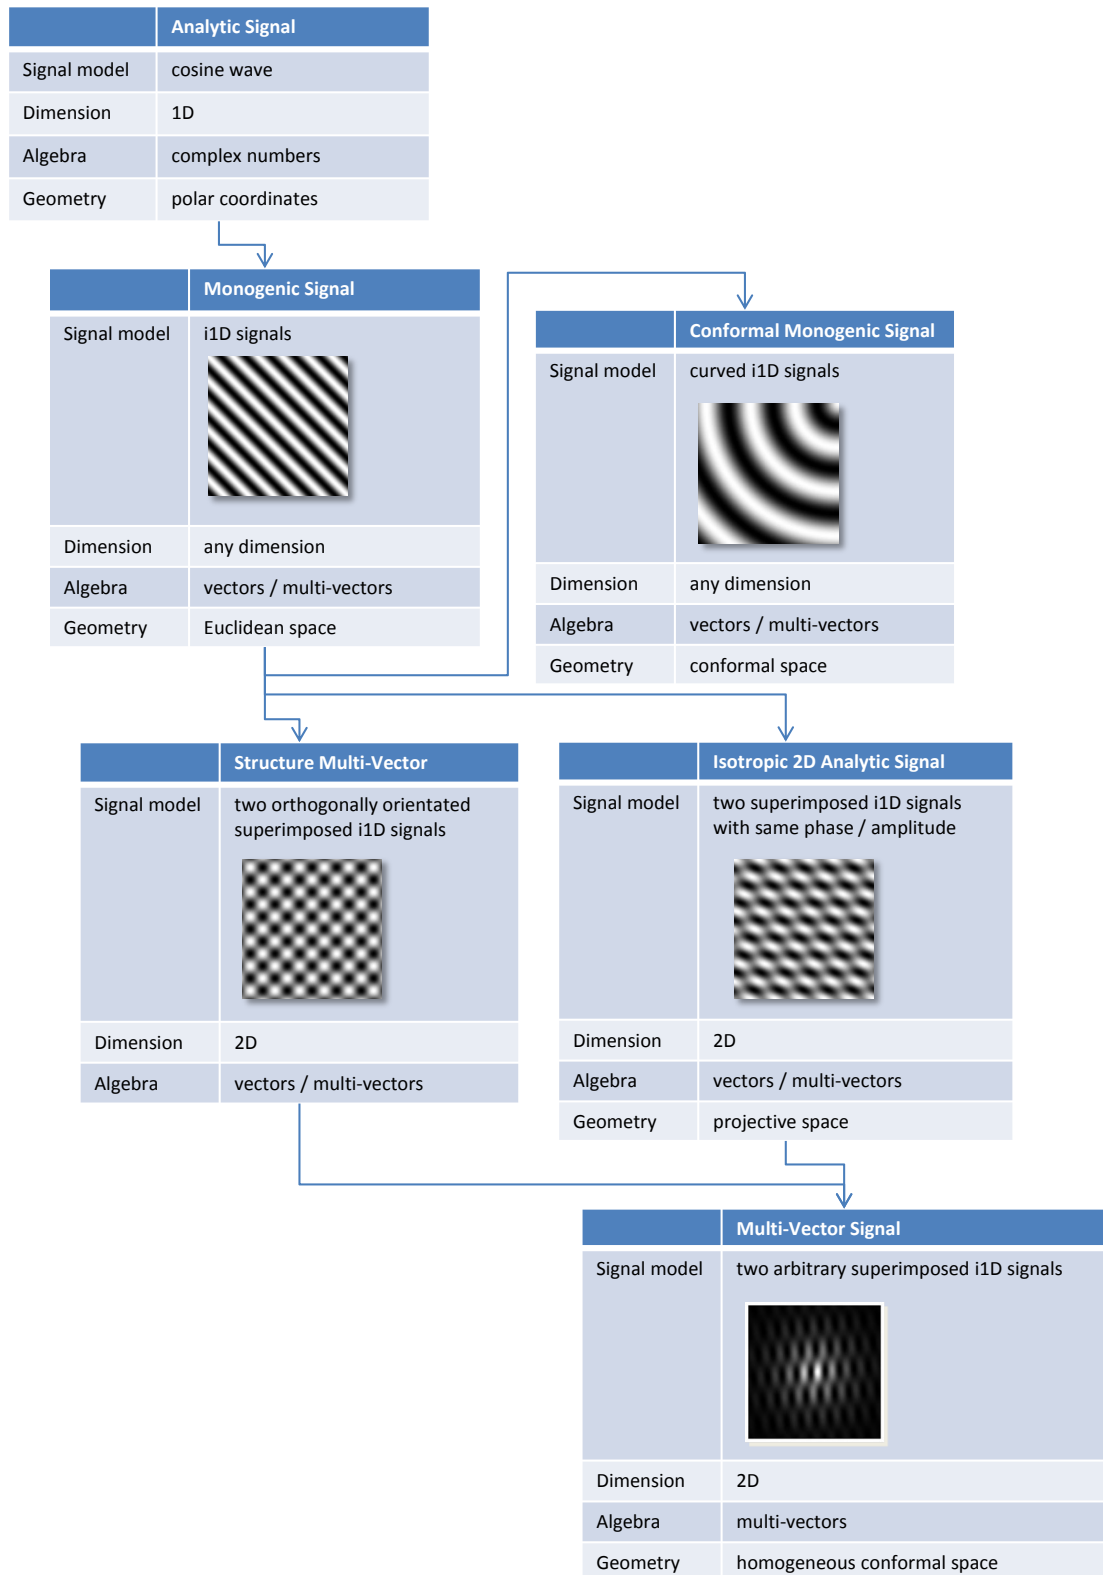 Analytic Signal
Signal model cosine wave
Dimension 1D
Algebra complex numbers
Geometry polar coordinates
Monogenic Signal
Signal model i1D signals
Dimension any dimension
Algebra vectors / multi-vectors
Geometry Euclidean space
Conformal Monogenic Signal
Signal model curved i1D signals
Dimension any dimension
Algebra vectors / multi-vectors
Geometry conformal space
Structure Multi-Vector
Signal model two orthogonally orientated
superimposed i1D signals
Dimension 2D
Algebra vectors / multi-vectors
Isotropic 2D Analytic Signal
Signal model two superimposed i1D signals
with same phase / amplitude
Dimension 2D
Algebra vectors / multi-vectors
Geometry projective space
Multi-Vector Signal
Signal model two arbitrary superimposed i1D signals
Dimension 2D
Algebra multi-vectors
Geometry homogeneous conformal space